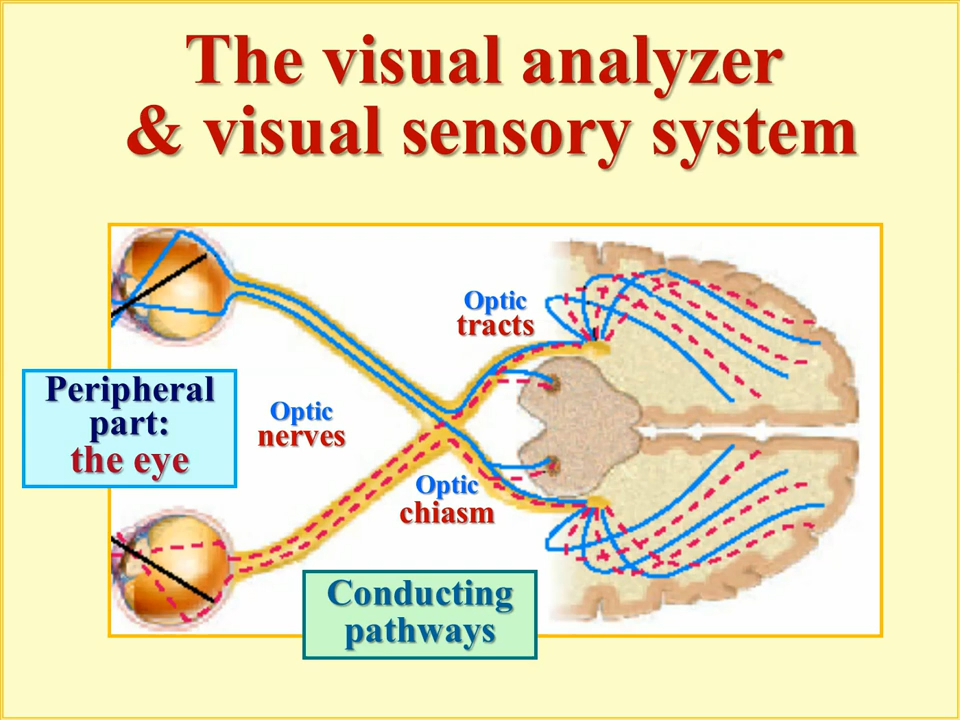 The visual analyzer
& visual sensory system
Optic
tracts
Peripheral
part:
the eye
Optic
nerves
Optic
chiasm
Conducting
pathways